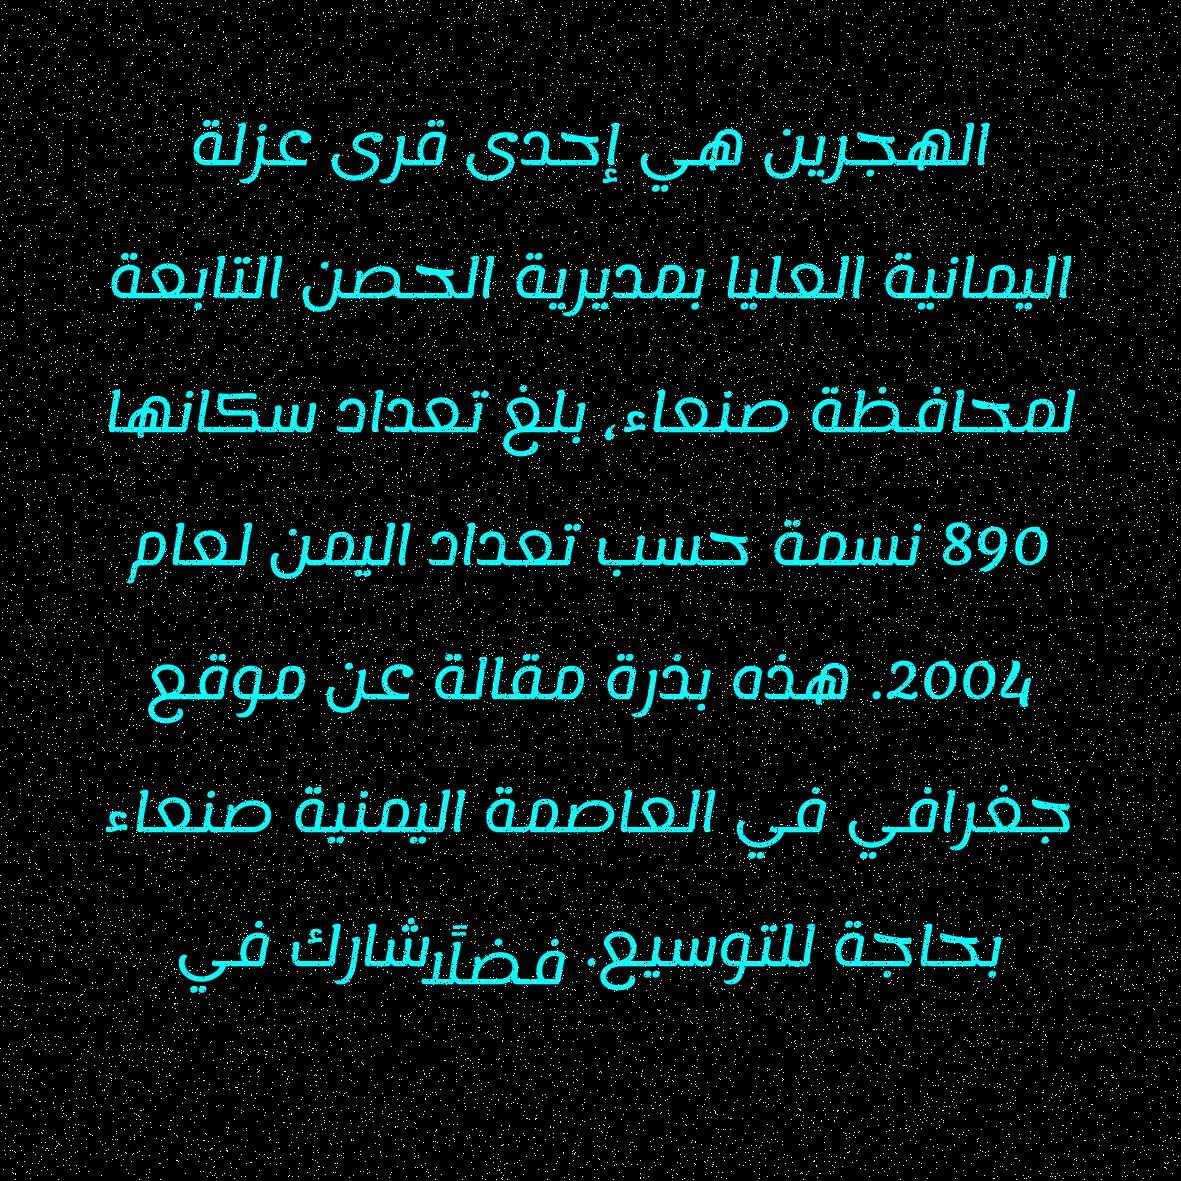 الهجرين هي إحدى قرى عزلة
اليمانية العليا بمديرية الحصن التابعة
لمحافظة صنعاء، بلغ تعداد سكانها
890 نسمة حسب تعداد اليمن لعام
2004. هذه بذرة مقالة عن موقع
جغرافي في العاصمة اليمنية صنعاء
بحاجة للتوسيع. فضلًا شارك في